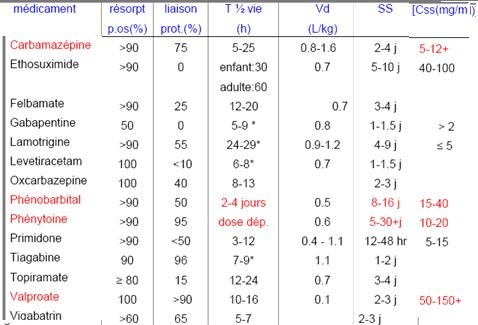 médicament résorpt liaison T ½ vie Vd SS [Css(mg/ml)
p.os(%) prot.(%) (h) (L/kg)
Carbamazépine >90 75 5-25 0.8-1.6 2-4 j 5-12+
Ethosuximide >90 0 enfant:30 0.7 5-10 j 40-100
adulte:60
Felbamate >90 25 12-20 0.7 3-4 j
Gabapentine 50 0 5-9 * 0.8 1-1.5 j > 2
Lamotrigine >90 55 24-29* 0.9-1.2 4-9 j ≤ 5
Levetiracetam 100 <10 6-8* 0.7 1-1.5 j
Oxcarbazepine 100 40 8-13 2-3 j
Phénobarbital >90 50 2-4 jours 0.5 8-16 j 15-40
Phénytoine >90 95 dose dép. 0.6 5-30+j 10-20
Primidone >90 <50 3-12 0.4 - 1.1 12-48 hr 5-15
Tiagabine 90 96 7-9* 1.1 1-2 j
Topiramate ≥ 80 15 12-24 0.7 3-4 j
Valproate 100 >90 10-16 0.1 2-3 j 50-150+
Vigabatrin >60 65 5-7 2-3 j